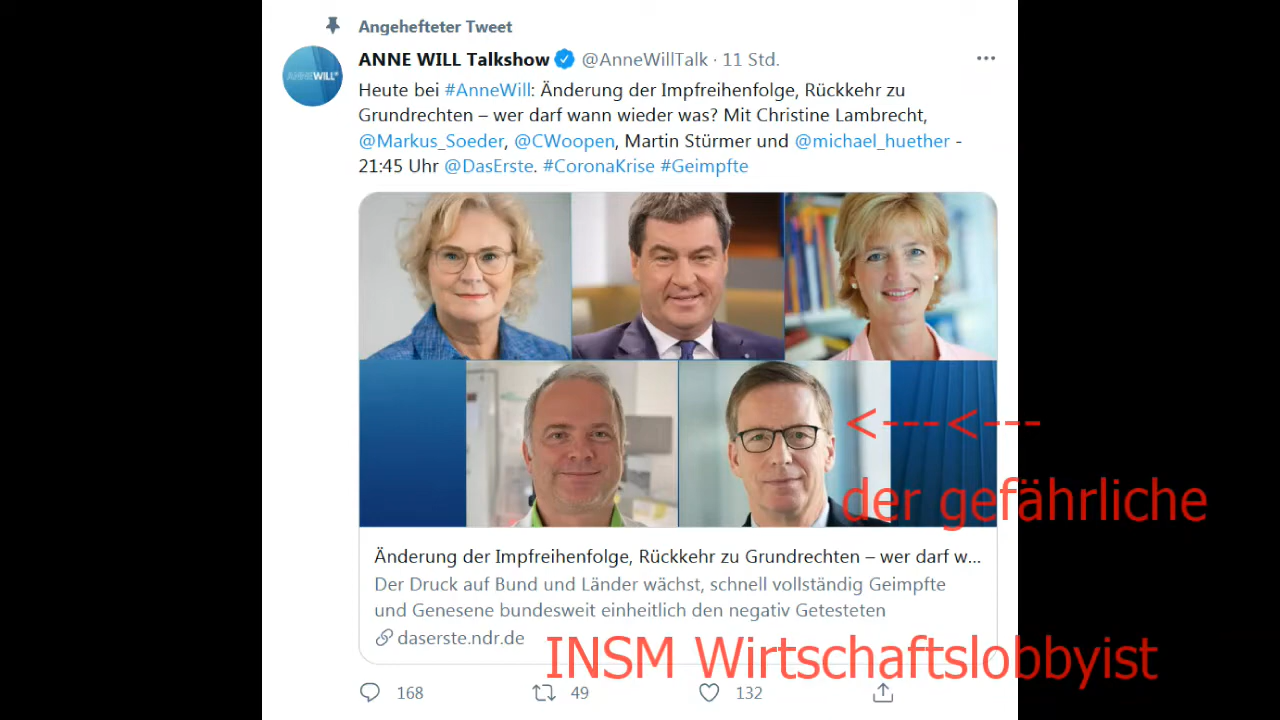 Angehefteter Tweet
ANNE WILL Talkshow @AnneWillTalk · 11 Std.
ANNEWILL
Heute bei #AnneWill: Änderung der Impfreihenfolge, Rückkehr zu
Grundrechten – wer darf wann wieder was? Mit Christine Lambrecht,
@Markus_Soeder, @CWoopen, Martin Stürmer und @michael_huether -
21:45 Uhr @DasErste. #CoronaKrise #Geimpfte
<---<---
der gefährliche
Änderung der Impfreihenfolge, Rückkehr zu Grundrechten – wer darf w...
Der Druck auf Bund und Länder wächst, schnell vollständig Geimpfte
und Genesene bundesweit einheitlich den negativ Getesteten
daserste.ndr.de
INSM Wirtschaftslobbyist
168 49 132